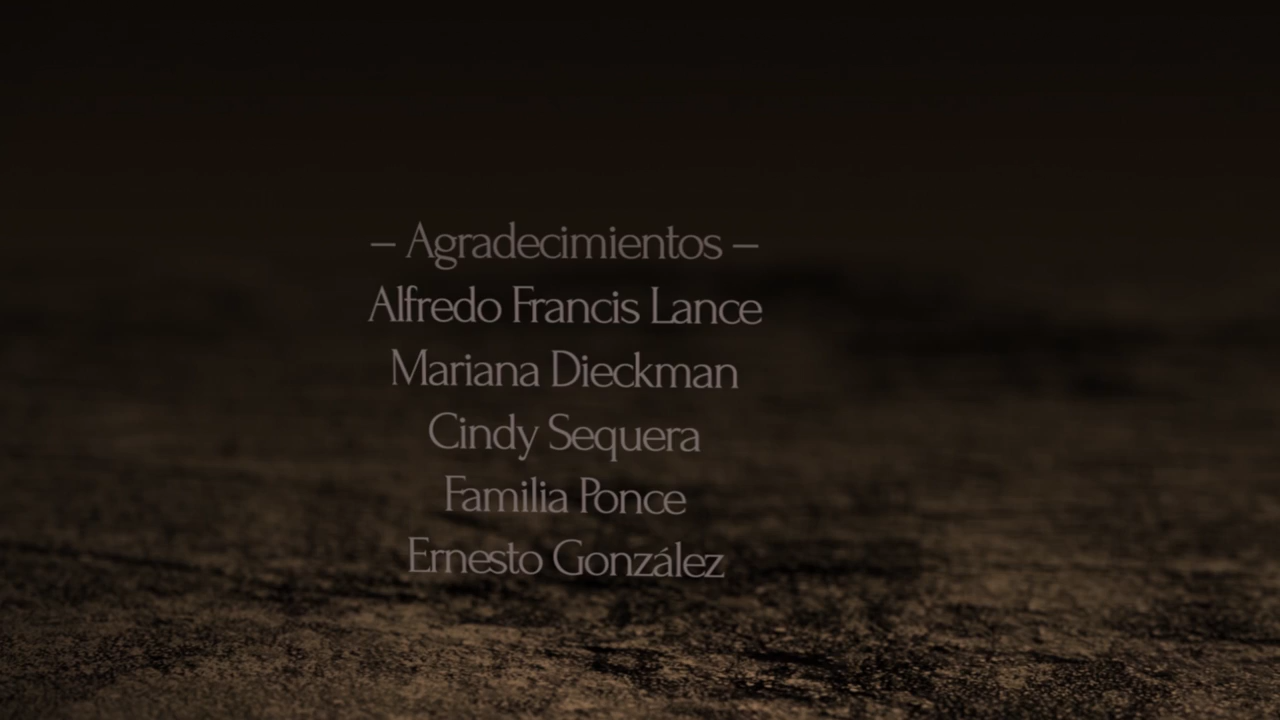 – Agradecimientos –
Alfredo Francis Lance
Mariana Dieckman
Cindy Sequera
Familia Ponce
Ernesto González